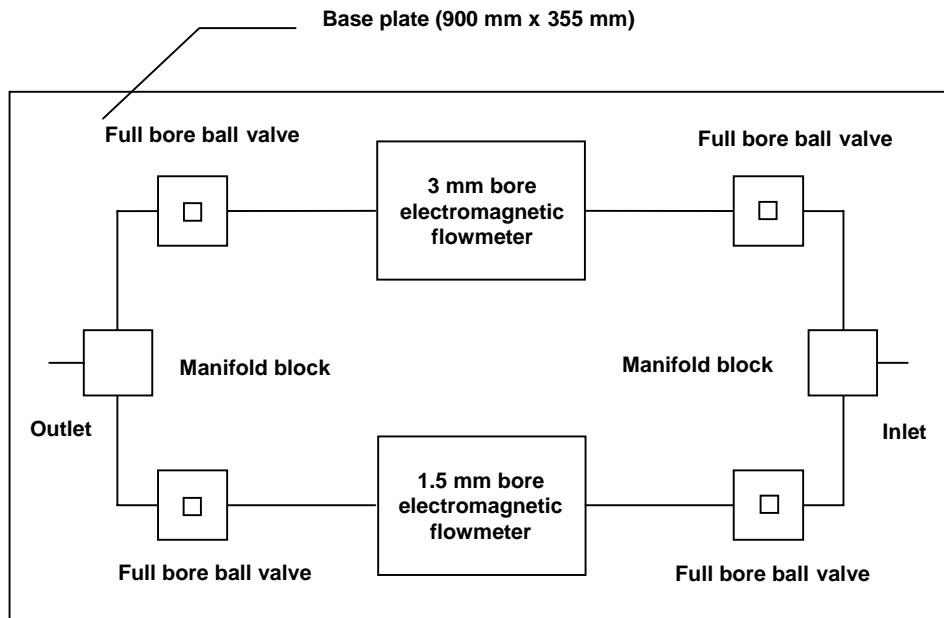 Base plate (900 mm x 355 mm)
Full bore ball valve
Full bore ball valve
3 mm bore
electromagnetic
flowmeter
Manifold block
Manifold block
Outlet
Inlet
1.5 mm bore
electromagnetic
flowmeter
Full bore ball valve
Full bore ball valve